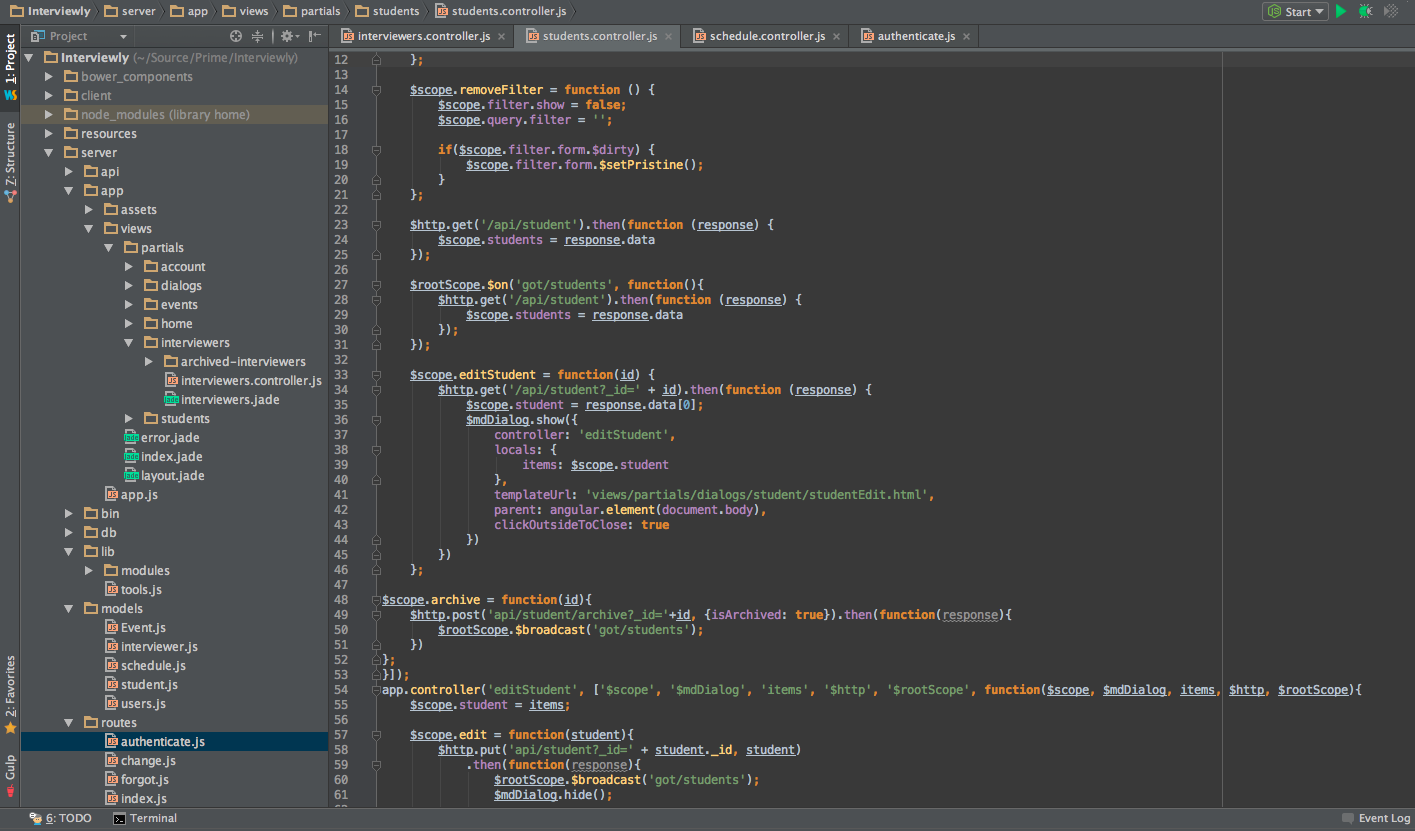 Interviewly server app views partials students students.controller.js Start
1: Project
Z: Structure
2: Favorites
Gulp
Project
Interviewly (~/Source/Prime/Interviewly)
bower_components
client
node_modules (library home)
resources
server
api
app
assets
views
partials
account
dialogs
events
home
interviewers
archived-interviewers
interviewers.controller.js
interviewers.jade
students
error.jade
index.jade
layout.jade
app.js
bin
db
lib
modules
tools.js
models
Event.js
interviewer.js
schedule.js
student.js
users.js
routes
authenticate.js
change.js
forgot.js
index.js
interviewers.controller.js students.controller.js schedule.controller.js authenticate.js
12     };
13
14     $scope.removeFilter = function () {
15         $scope.filter.show = false;
16         $scope.query.filter = '';
17
18         if($scope.filter.form.$dirty) {
19             $scope.filter.form.$setPristine();
20         }
21     };
22
23     $http.get('/api/student').then(function (response) {
24         $scope.students = response.data
25     });
26
27     $rootScope.$on('got/students', function(){
28         $http.get('/api/student').then(function (response) {
29             $scope.students = response.data
30         });
31     });
32
33     $scope.editStudent = function(id) {
34         $http.get('/api/student?_id=' + id).then(function (response) {
35             $scope.student = response.data[0];
36             $mdDialog.show({
37                 controller: 'editStudent',
38                 locals: {
39                     items: $scope.student
40                 },
41                 templateUrl: 'views/partials/dialogs/student/studentEdit.html',
42                 parent: angular.element(document.body),
43                 clickOutsideToClose: true
44             })
45         })
46     };
47
48 $scope.archive = function(id){
49     $http.post('api/student/archive?_id='+id, {isArchived: true}).then(function(response){
50         $rootScope.$broadcast('got/students');
51     })
52 };
53 }]);
54 app.controller('editStudent', ['$scope', '$mdDialog', 'items', '$http', '$rootScope', function($scope, $mdDialog, items, $http, $rootScope){
55     $scope.student = items;
56
57     $scope.edit = function(student){
58         $http.put('api/student?_id=' + student._id, student)
59             .then(function(response){
60                 $rootScope.$broadcast('got/students');
61                 $mdDialog.hide();
6: TODO Terminal Event Log